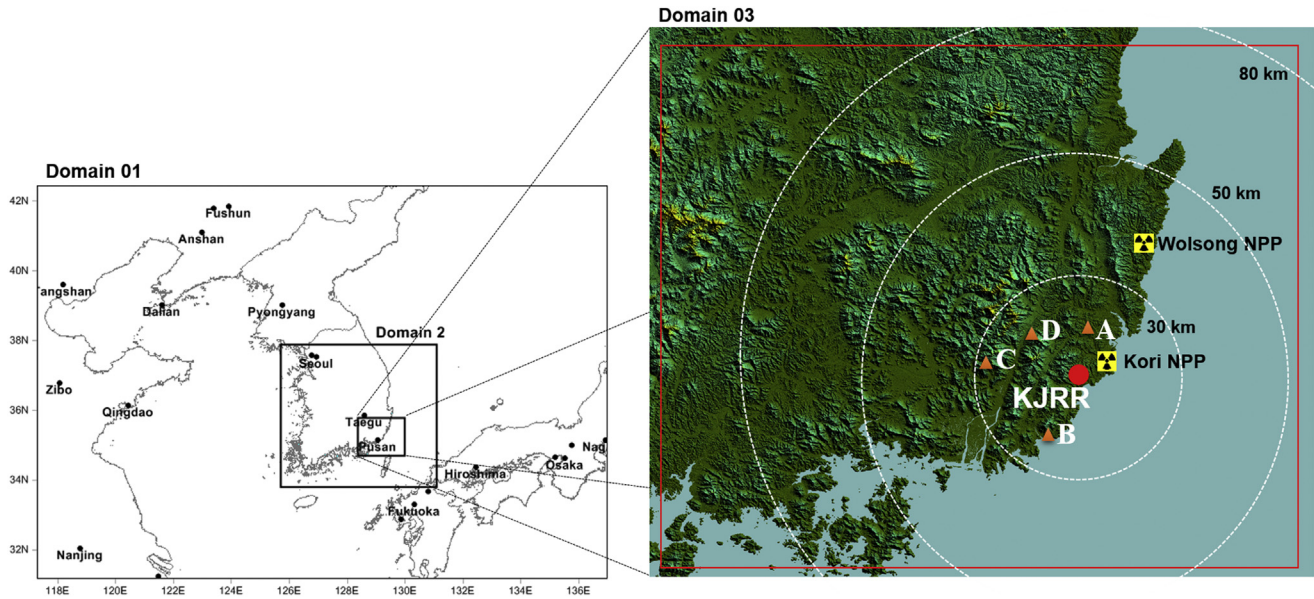 Domain 03
80 km
50 km
Wolsong NPP
30 km
A
D
C
Kori NPP
KJRR
B
Domain 01
42N
Fushun
Anshan
40N
angshan
Dalian
Pyongyang
Domain 2
38N
Seoul
Zibo
36N
Qingdao
Taegu
Pusan
Nag
34N
Hiroshima
Osaka
Fukuoka
32N
Nanjing
118E 120E 122E 124E 126E 128E 130E 132E 134E 136E